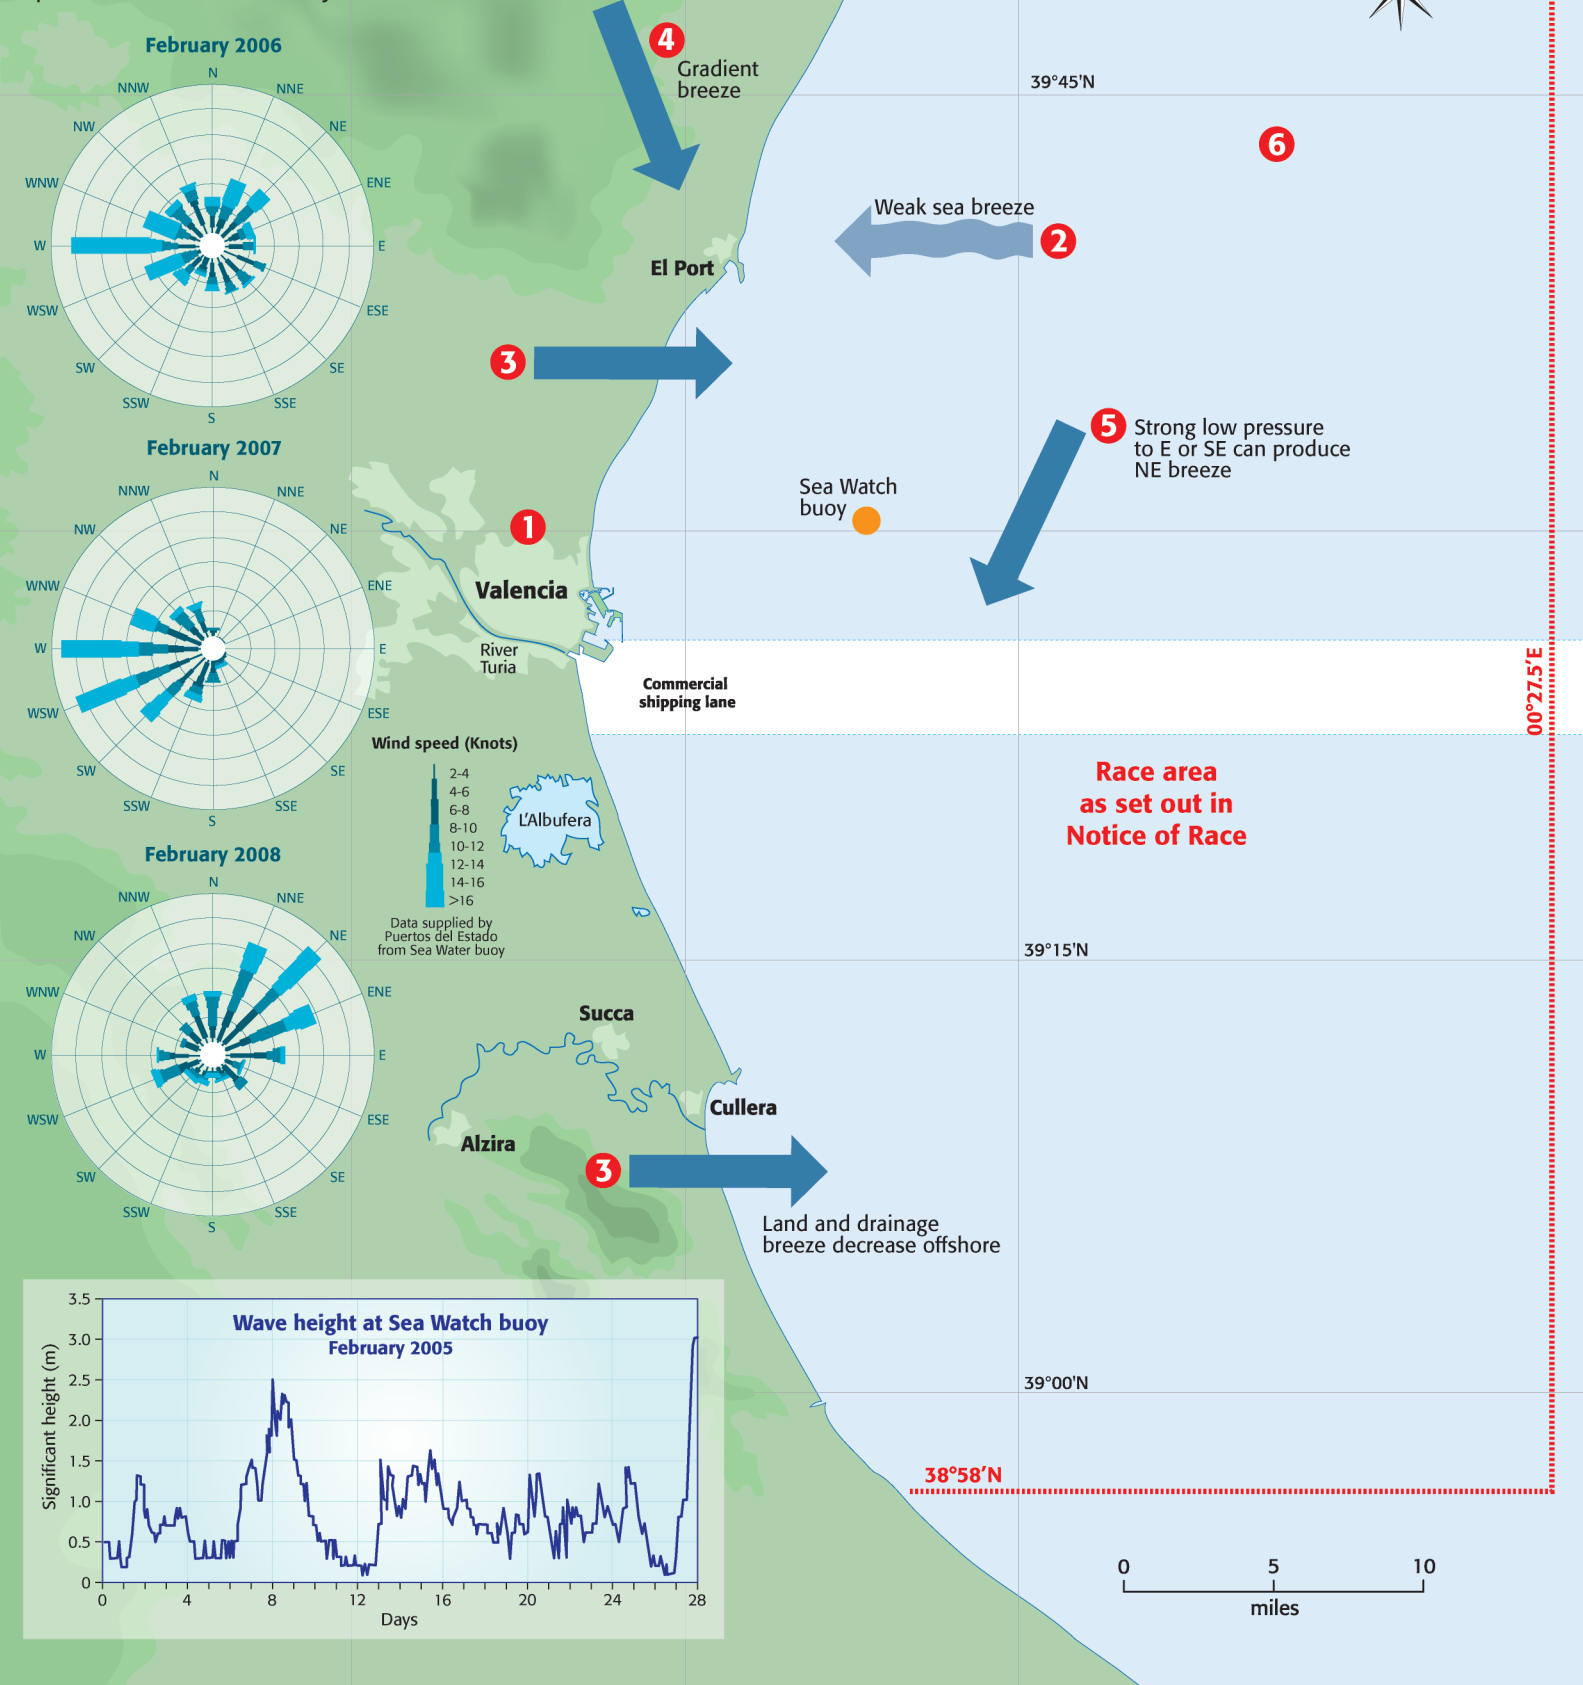 February 2006
N
NNW
NNE
NW
NE
WNW
ENE
W
E
WSW
ESE
SW
SE
SSW
SSE
S
February 2007
N
NNW
NNE
NW
NE
WNW
ENE
W
E
WSW
ESE
SW
SE
SSW
SSE
S
February 2008
N
NNW
NNE
NW
NE
WNW
ENE
W
E
WSW
ESE
SW
SE
SSW
SSE
S
4
Gradient
breeze
39°45'N
6
Weak sea breeze
2
El Port
3
5
Strong low pressure
to E or SE can produce
NE breeze
Sea Watch
buoy
1
Valencia
River
Turia
Commercial
shipping lane
00°27.5'E
Wind speed (Knots)
2-4
4-6
6-8
8-10
10-12
12-14
14-16
>16
Data supplied by
Puertos del Estado
from Sea Water buoy
L'Albufera
Race area
as set out in
Notice of Race
39°15'N
Succa
Cullera
Alzira
3
Land and drainage
breeze decrease offshore
39°00'N
38°58'N
0 5 10
miles
Wave height at Sea Watch buoy
February 2005
Significant height (m)
3.5
3.0
2.5
2.0
1.5
1.0
0.5
0
0 4 8 12 16 20 24 28
Days